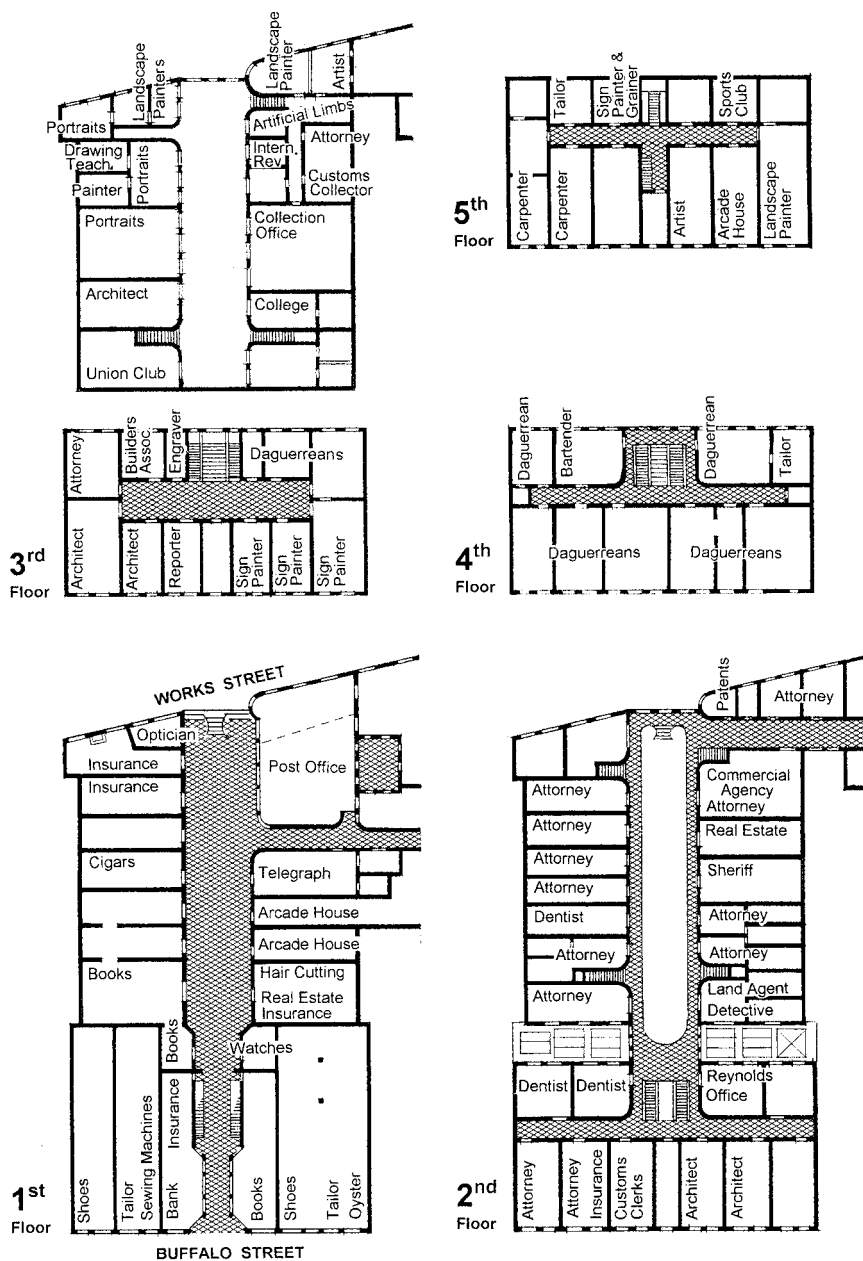 Landscape
Painters
Landscape
Painter
Artist
Portraits
Artificial Limbs
Drawing
Teach.
Painter
Portraits
Intern.
Rev.
Attorney
Customs
Collector
Portraits
Collection
Office
Architect
College
Union Club
Attorney
Builders
Assoc.
Engraver
Daguerreans
Architect
Architect
Reporter
Sign
Painter
Sign
Painter
Sign
Painter
3rd
Floor
Tailor
Sign
Painter &
Grainer
Sports
Club
Carpenter
Carpenter
Artist
Arcade
House
Landscape
Painter
5th
Floor
Daguerrean
Bartender
Daguerrean
Tailor
Daguerreans
Daguerreans
4th
Floor
WORKS STREET
Optician
Insurance
Insurance
Post Office
Cigars
Telegraph
Arcade House
Arcade House
Books
Hair Cutting
Real Estate
Insurance
Books
Watches
Shoes
Tailor
Sewing Machines
Insurance
Bank
Books
Shoes
Tailor
Oyster
1st
Floor
BUFFALO STREET
Patents
Attorney
Attorney
Commercial
Agency
Attorney
Attorney
Real Estate
Attorney
Sheriff
Attorney
Dentist
Attorney
Attorney
Attorney
Attorney
Land Agent
Detective
Dentist
Dentist
Reynolds
Office
Attorney
Attorney
Insurance
Customs
Clerks
Architect
Architect
2nd
Floor